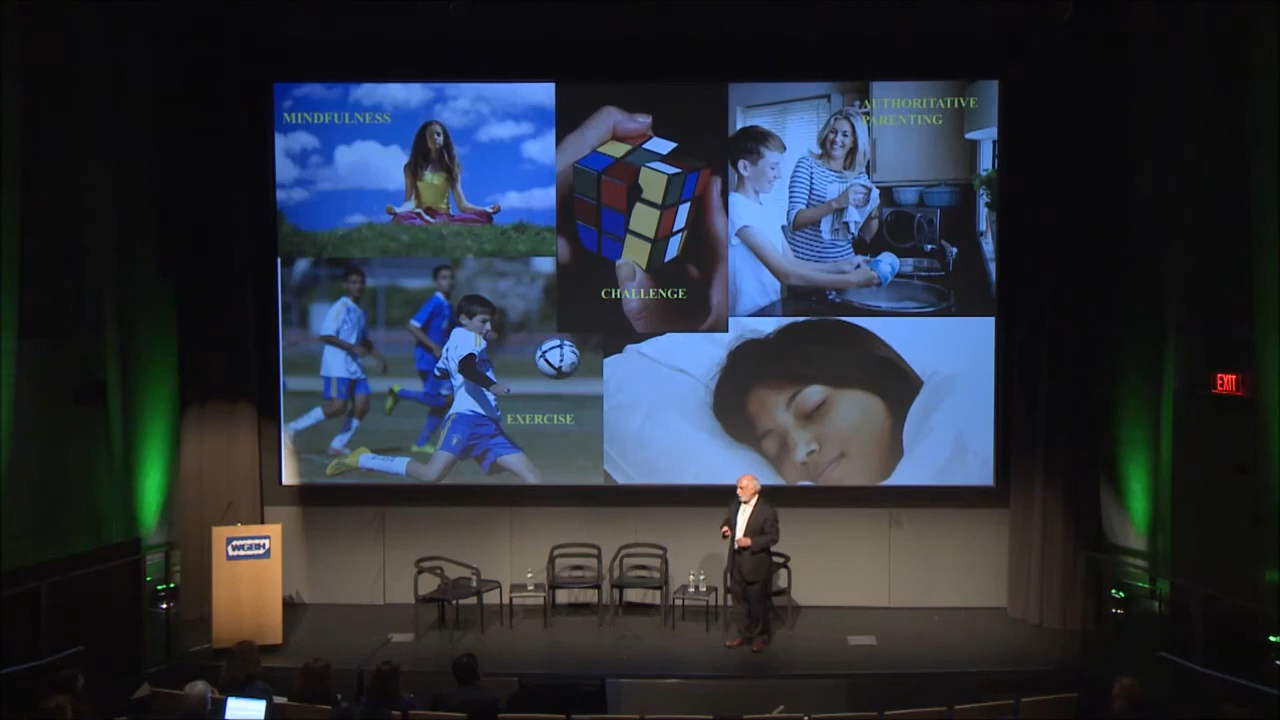 MINDFULNESS
AUTHORITATIVE
PARENTING
CHALLENGE
EXERCISE
EXIT
WGBH